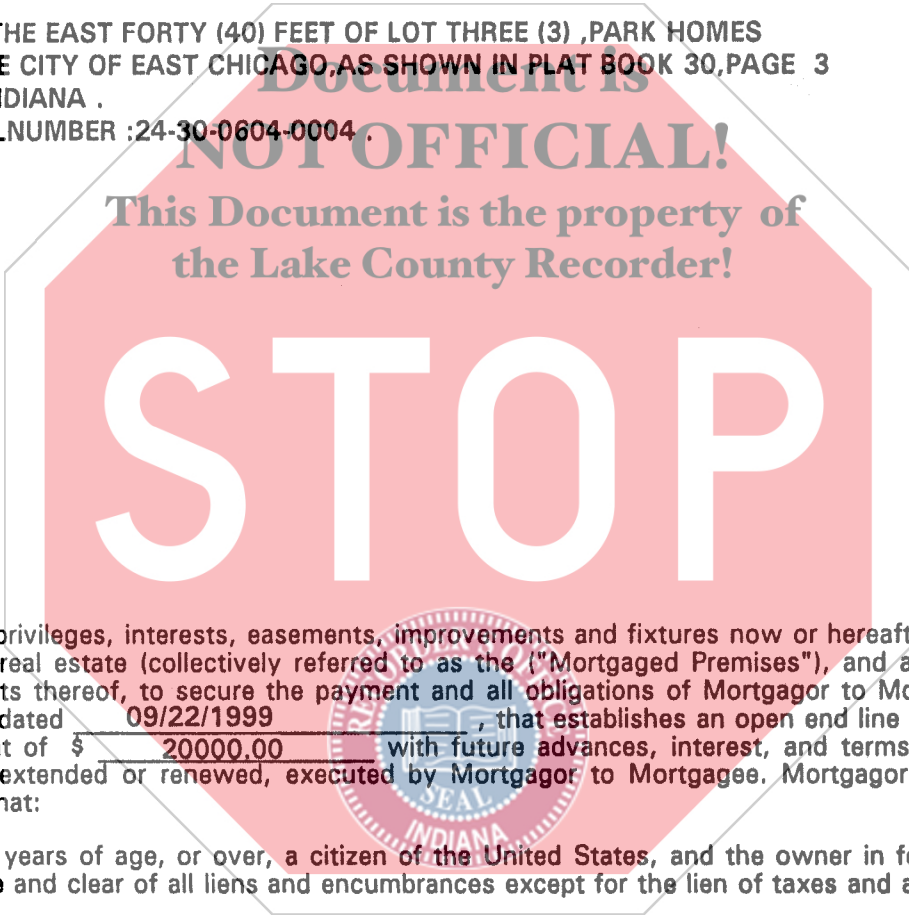 THE EAST FORTY (40) FEET OF LOT THREE (3) ,PARK HOMES
E CITY OF EAST CHICAGO,AS SHOWN IN PLAT BOOK 30,PAGE 3
NDIANA .
LNUMBER :24-30-0604-0004 .
Document is
NOT OFFICIAL!
This Document is the property of
the Lake County Recorder!
STOP
privileges, interests, easements, improvements and fixtures now or hereaft
real estate (collectively referred to as the ("Mortgaged Premises"), and a
ts thereof, to secure the payment and all obligations of Mortgagor to Mo
dated 09/22/1999 , that establishes an open end line
t of $ 20000.00 with future advances, interest, and terms
extended or renewed, executed by Mortgagor to Mortgagee. Mortgagor
hat:
years of age, or over, a citizen of the United States, and the owner in fe
e and clear of all liens and encumbrances except for the lien of taxes and a
RECORDER'S OFFICE
SEAL
INDIANA